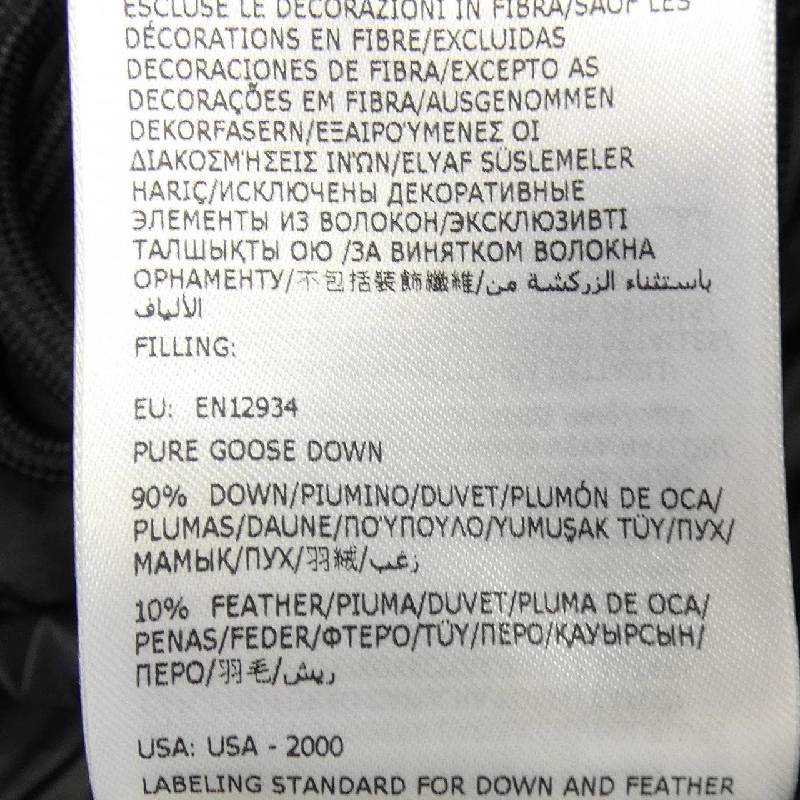 ESCLUSE LE DECORAZIONI IN FIBRA/SAUF LES
DÉCORATIONS EN FIBRE/EXCLUIDAS
DECORACIONES DE FIBRA/EXCEPTO AS
DECORAÇÕES EM FIBRA/AUSGENOMMEN
DEKORFASERN/ΕΞΑΙΡΟΎΜΕΝΕΣ ΟΙ
ΔΙΑΚΟΣΜΉΣΕΙΣ ΙΝΏΝ/ELYAF SÜSLEMELER
HARIÇ/ИСКЛЮЧЕНЫ ДЕКОРАТИВНЫЕ
ЭЛЕМЕНТЫ ИЗ ВОЛОКОН/ЭКСКЛЮЗИВТІ
ТАЛШЫҚТЫ ОЮ /ЗА ВИНЯТКОМ ВОЛОКНА
ОРНАМЕНТУ/不包括裝飾纖維/باستثناء الزركشة من
الألياف
FILLING:
EU: EN12934
PURE GOOSE DOWN
90% DOWN/PIUMINO/DUVET/PLUMÓN DE OCA/
PLUMAS/DAUNE/ΠΟΎΠΟΥΛΟ/YUMUŞAK TÜY/ПУХ/
МАМЫҚ/ПУХ/羽絨/زغب
10% FEATHER/PIUMA/DUVET/PLUMA DE OCA/
PENAS/FEDER/ΦΤΕΡΌ/TÜY/ПЕРО/ҚАУЫРСЫН/
ПЕРО/羽毛/ريش
USA: USA - 2000
LABELING STANDARD FOR DOWN AND FEATHER